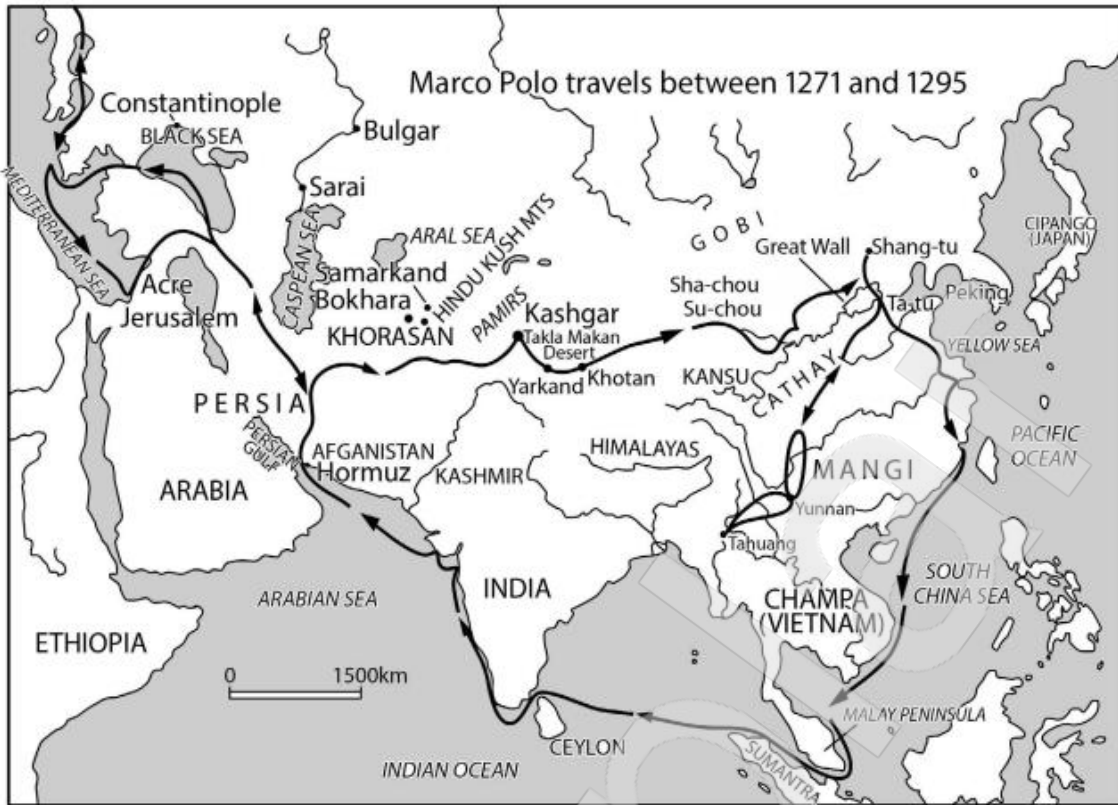 Marco Polo travels between 1271 and 1295
Constantinople
BLACK SEA
Bulgar
MEDITERRANEAN SEA
Sarai
CASPEAN SEA
ARAL SEA
GOBI
Great Wall
Shang-tu
CIPANGO
(JAPAN)
Acre
Jerusalem
Samarkand
Bokhara
HINDU KUSH MTS
KHORASAN
PAMIRS
Kashgar
Takla Makan
Desert
Sha-chou
Su-chou
Ta-tu
Peking
YELLOW SEA
Yarkand
Khotan
KANSU
CATHAY
PERSIA
PERSIAN
GULF
AFGANISTAN
Hormuz
KASHMIR
HIMALAYAS
MANGI
PACIFIC
OCEAN
ARABIA
Yunnan
Tahuang
INDIA
ARABIAN SEA
CHAMPA
(VIETNAM)
SOUTH
CHINA SEA
ETHIOPIA
0 1500km
MALAY PENINSULA
CEYLON
SUMANTRA
INDIAN OCEAN